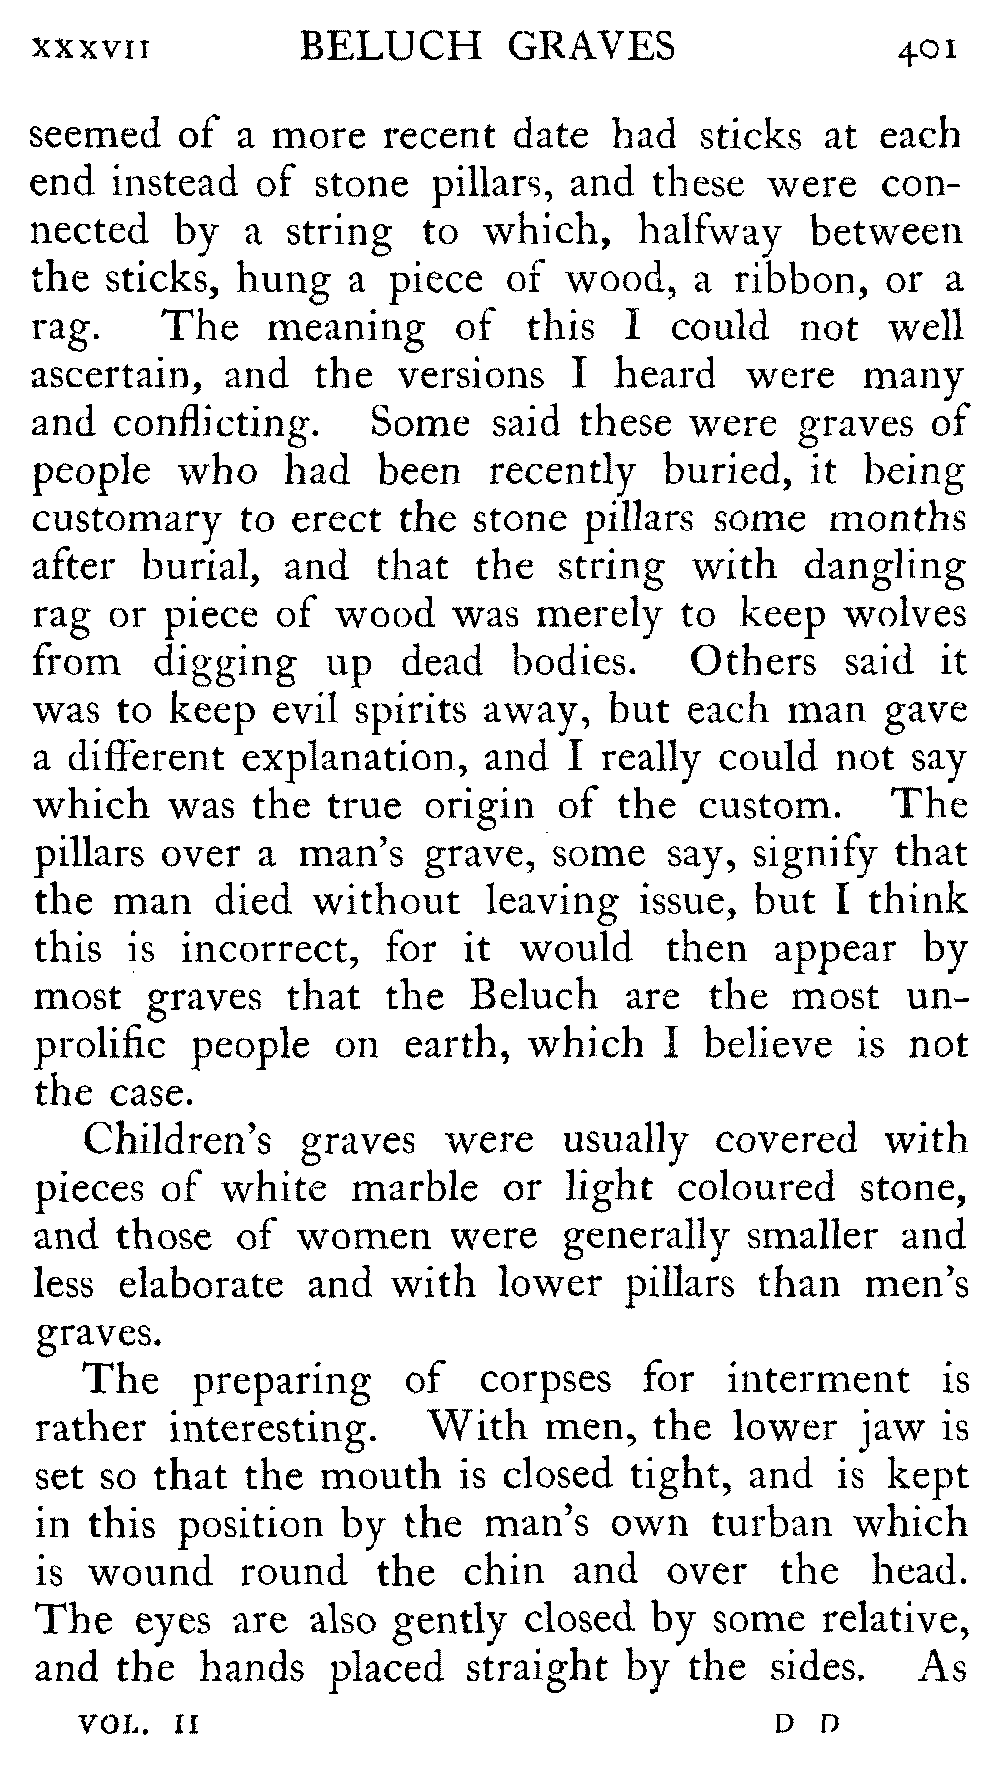 XXXVII BELUCH GRAVES 401
seemed of a more recent date had sticks at each
end instead of stone pillars, and these were con-
nected by a string to which, halfway between
the sticks, hung a piece of wood, a ribbon, or a
rag. The meaning of this I could not well
ascertain, and the versions I heard were many
and conflicting. Some said these were graves of
people who had been recently buried, it being
customary to erect the stone pillars some months
after burial, and that the string with dangling
rag or piece of wood was merely to keep wolves
from digging up dead bodies. Others said it
was to keep evil spirits away, but each man gave
a different explanation, and I really could not say
which was the true origin of the custom. The
pillars over a man's grave, some say, signify that
the man died without leaving issue, but I think
this is incorrect, for it would then appear by
most graves that the Beluch are the most un-
prolific people on earth, which I believe is not
the case.
Children's graves were usually covered with
pieces of white marble or light coloured stone,
and those of women were generally smaller and
less elaborate and with lower pillars than men's
graves.
The preparing of corpses for interment is
rather interesting. With men, the lower jaw is
set so that the mouth is closed tight, and is kept
in this position by the man's own turban which
is wound round the chin and over the head.
The eyes are also gently closed by some relative,
and the hands placed straight by the sides. As
VOL. II D D